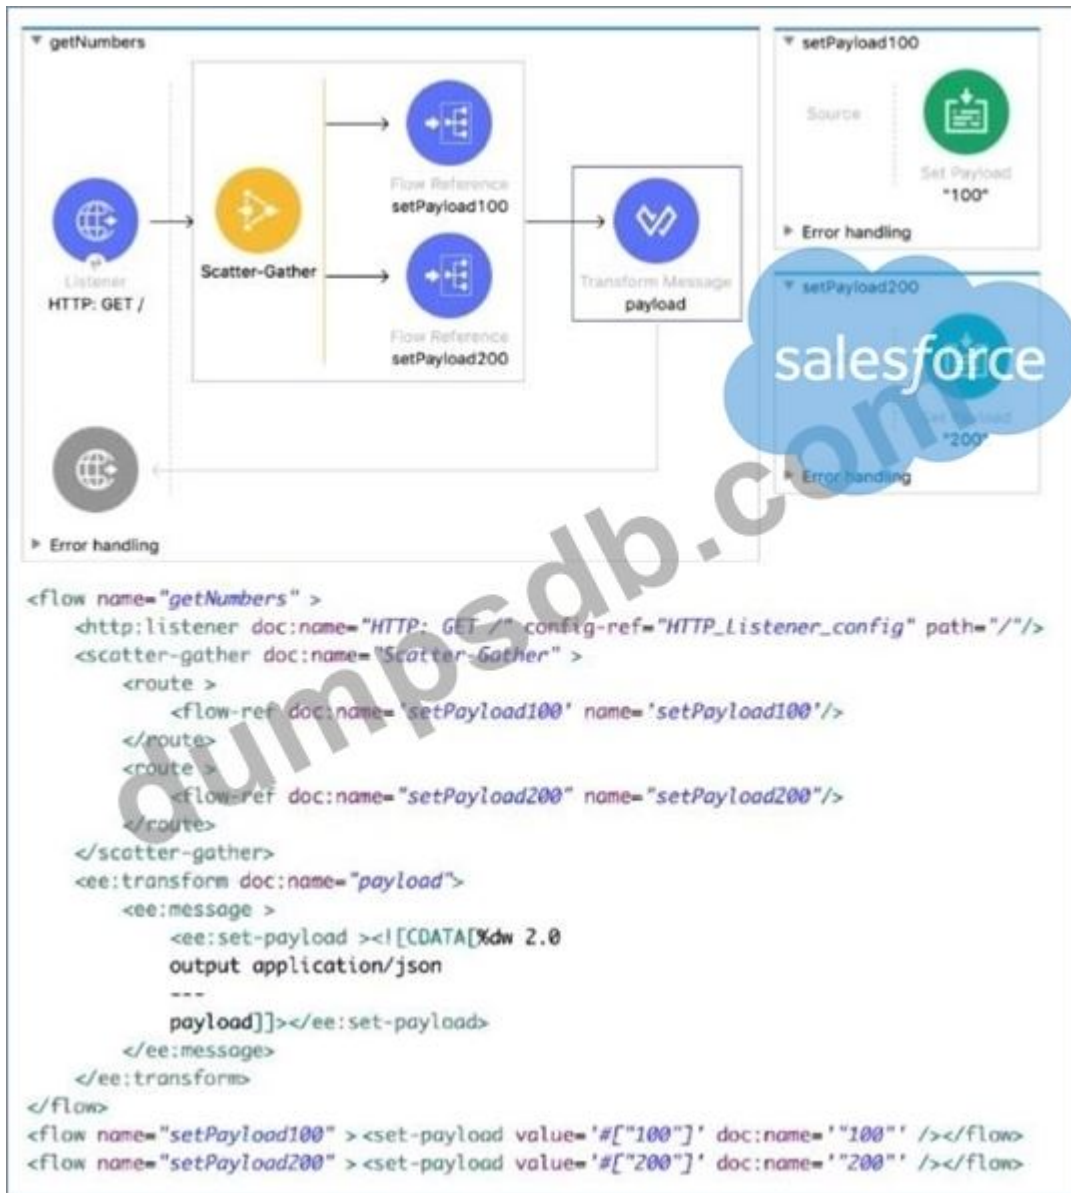 getNumbers
Listener
HTTP: GET /
Scatter-Gather
Flow Reference
setPayload100
Flow Reference
setPayload200
Transform Message
payload
Error handling
setPayload100
Source
Set Payload
"100"
Error handling
setPayload200
salesforce
Set Payload
"200"
Error handling
dumpsdb.com
<flow name="getNumbers" >
<http:listener doc:name="HTTP: GET /" config-ref="HTTP_Listener_config" path="/"/>
<scatter-gather doc:name="Scatter-Gather" >
<route >
<flow-ref doc:name='setPayload100' name='setPayload100'/>
</route>
<route >
<flow-ref doc:name="setPayload200" name="setPayload200"/>
</route>
</scatter-gather>
<ee:transform doc:name="payload">
<ee:message >
<ee:set-payload ><![CDATA[%dw 2.0
output application/json
---
payload]]></ee:set-payload>
</ee:message>
</ee:transform>
</flow>
<flow name="setPayload100" ><set-payload value='#["100"]' doc:name='"100"' /></flow>
<flow name="setPayload200" ><set-payload value='#["200"]' doc:name='"200"' /></flow>